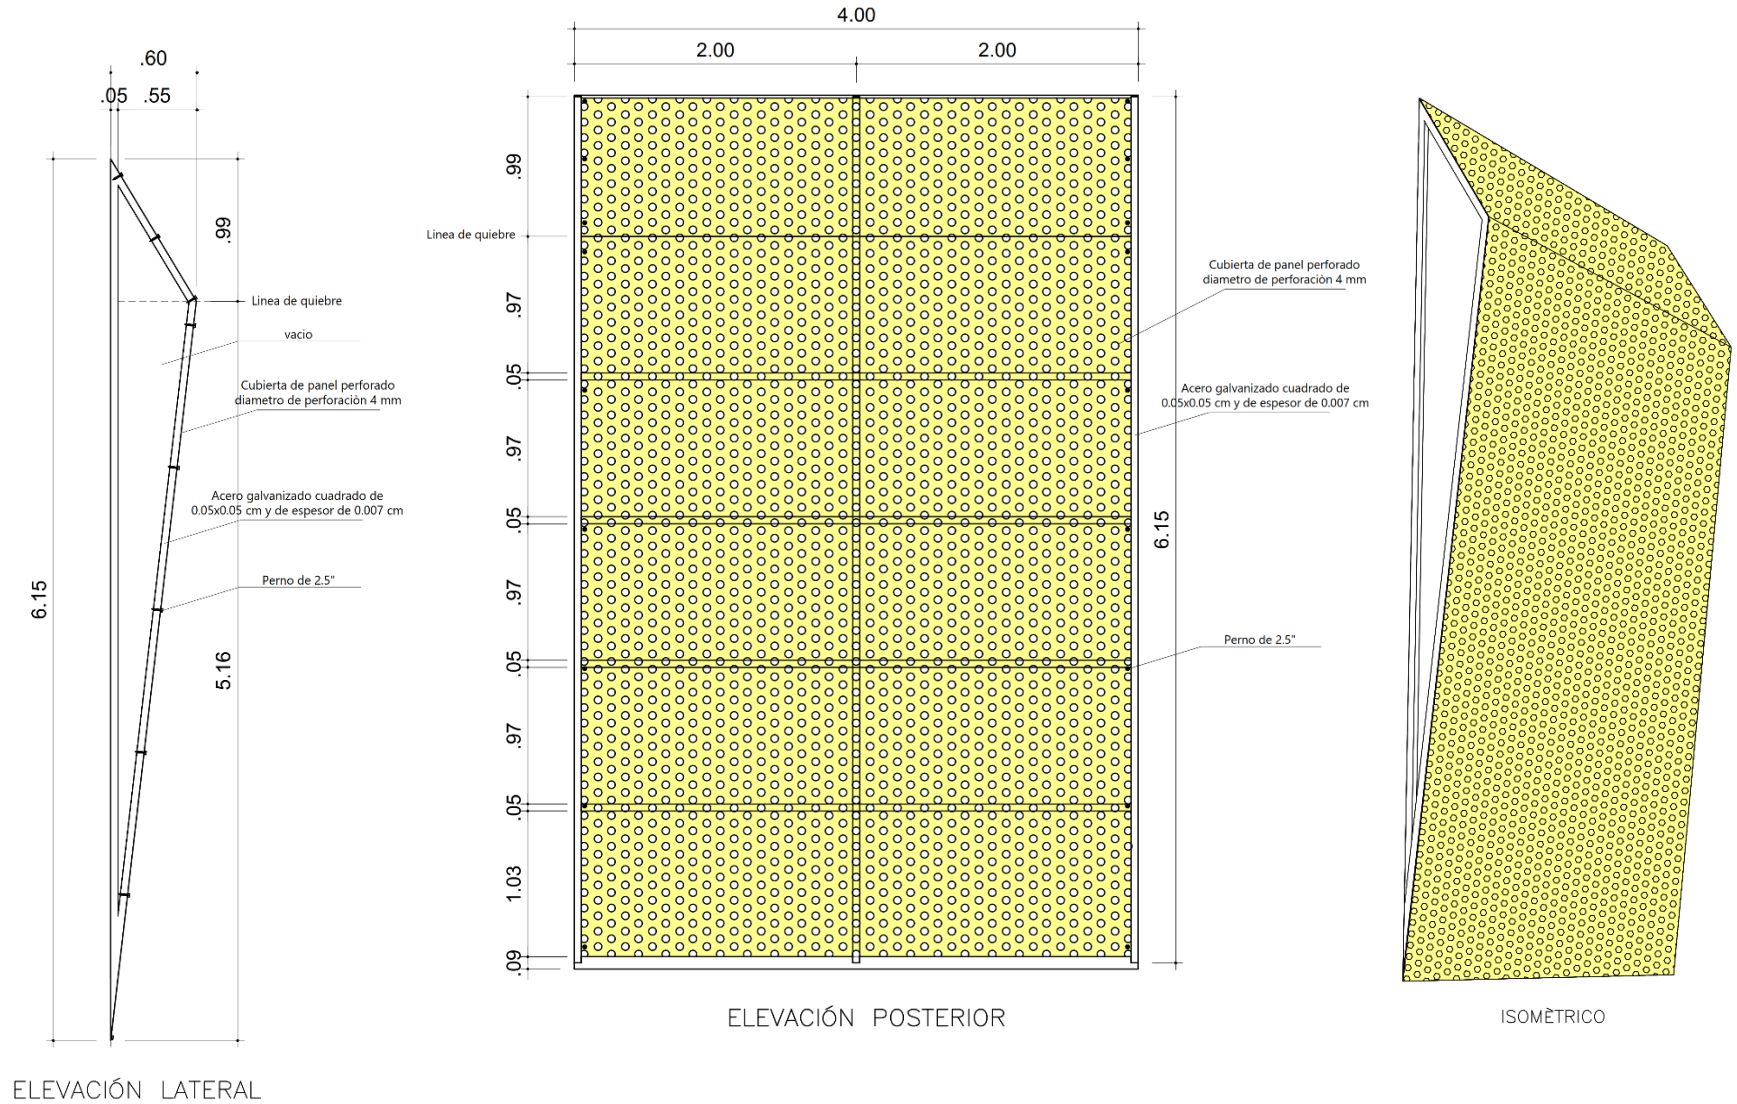 .60
.05
.55
.99
Linea de quiebre
vacio
Cubierta de panel perforado
diametro de perforaciòn 4 mm
Acero galvanizado cuadrado de
0.05x0.05 cm y de espesor de 0.007 cm
Perno de 2.5"
6.15
5.16
ELEVACIÓN LATERAL
4.00
2.00
2.00
.99
Linea de quiebre
.97
.05
.97
.05
.97
.05
.97
.05
1.03
.09
Cubierta de panel perforado
diametro de perforaciòn 4 mm
Acero galvanizado cuadrado de
0.05x0.05 cm y de espesor de 0.007 cm
6.15
Perno de 2.5"
ELEVACIÓN POSTERIOR
ISOMÈTRICO